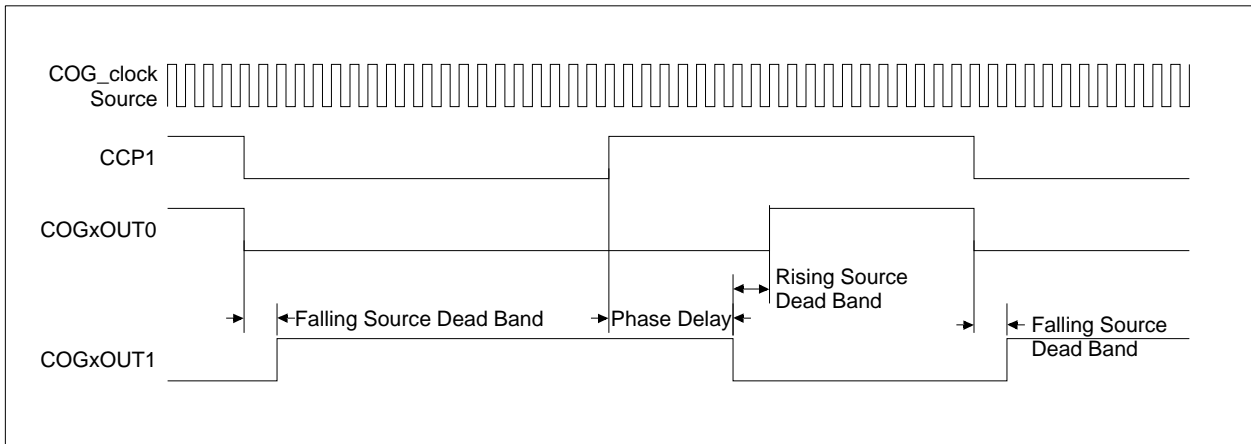 COG_clock
Source
CCP1
COGxOUT0
Rising Source
Dead Band
Falling Source Dead Band
Phase Delay
Falling Source
Dead Band
COGxOUT1